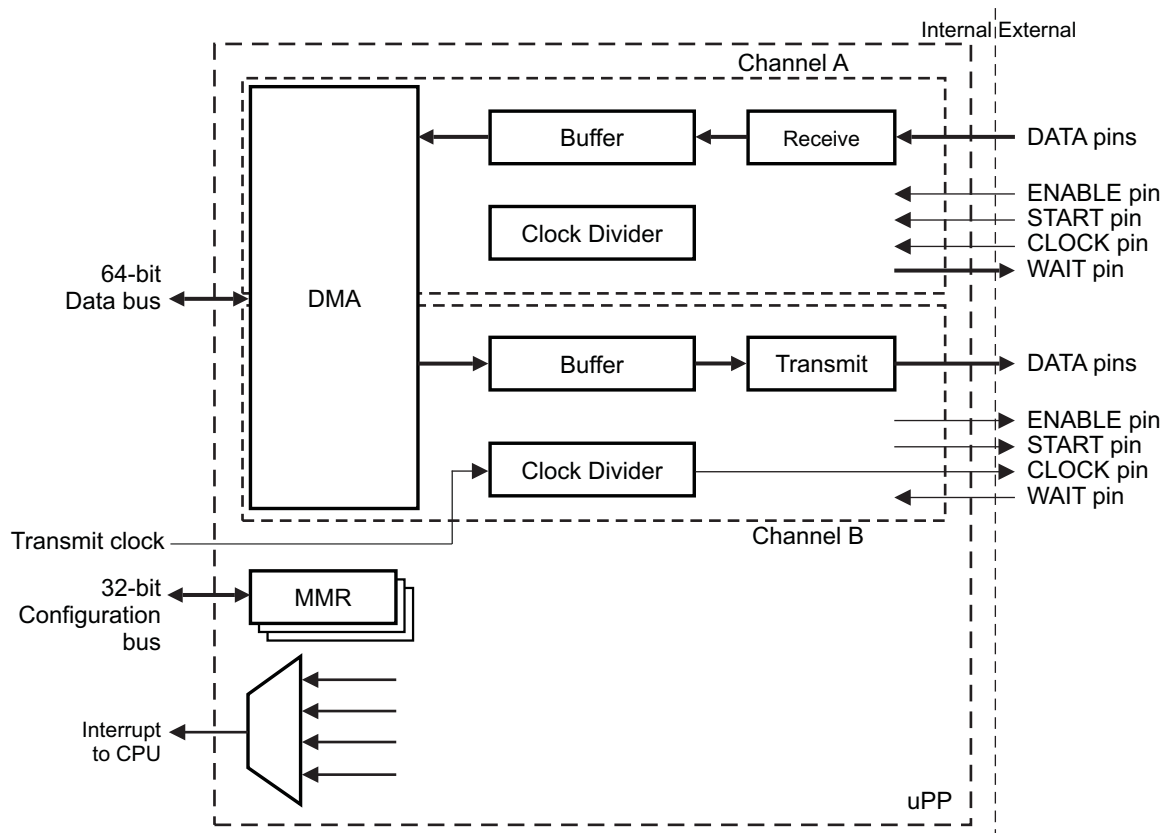 Internal External
Channel A
Buffer
Receive
DATA pins
ENABLE pin
START pin
Clock Divider
CLOCK pin
WAIT pin
64-bit
Data bus
DMA
Buffer
Transmit
DATA pins
ENABLE pin
START pin
Clock Divider
CLOCK pin
WAIT pin
Channel B
Transmit clock
32-bit
Configuration
bus
MMR
Interrupt
to CPU
uPP